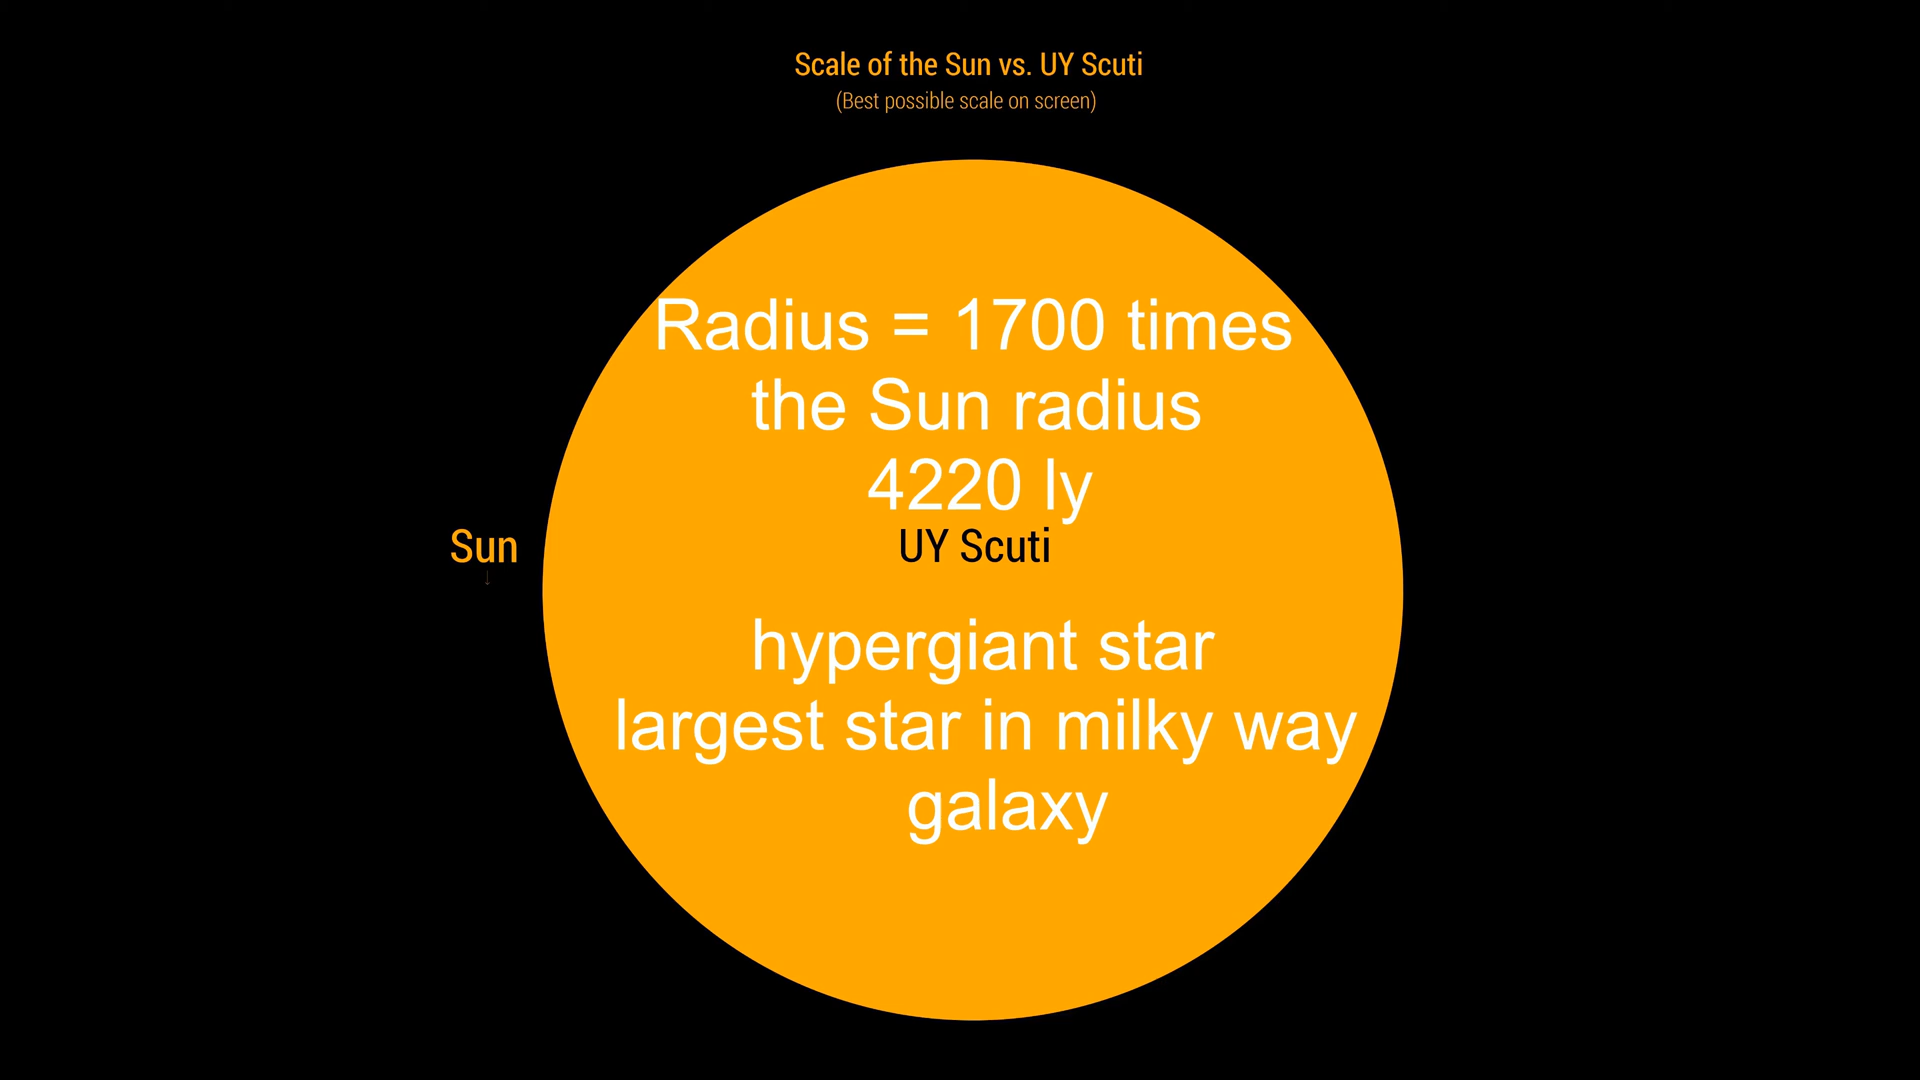 Scale of the Sun vs. UY Scuti
(Best possible scale on screen)
Radius = 1700 times
the Sun radius
4220 ly
Sun
↓
UY Scuti
hypergiant star
largest star in milky way
galaxy